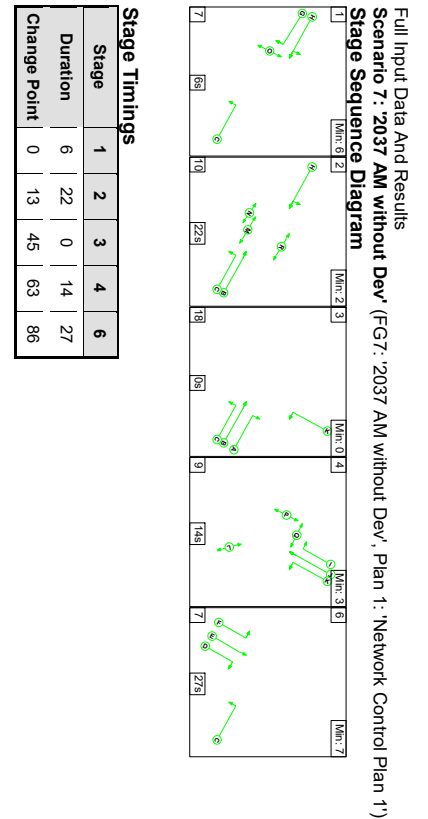 Full Input Data And Results
Scenario 7: '2037 AM without Dev' (FG7: '2037 AM without Dev', Plan 1: 'Network Control Plan 1')
Stage Sequence Diagram
1 Min: 6
H
C
7 6s
2 Min: 2
H
B
C
10 22s
3 Min: 0
K
A
B
C
18 0s
4 Min: 3
I
K
P
L
9 14s
6 Min: 7
F
E
D
C
7 27s
Stage Timings
Stage 1 2 3 4 6
Duration 6 22 0 14 27
Change Point 0 13 45 63 86